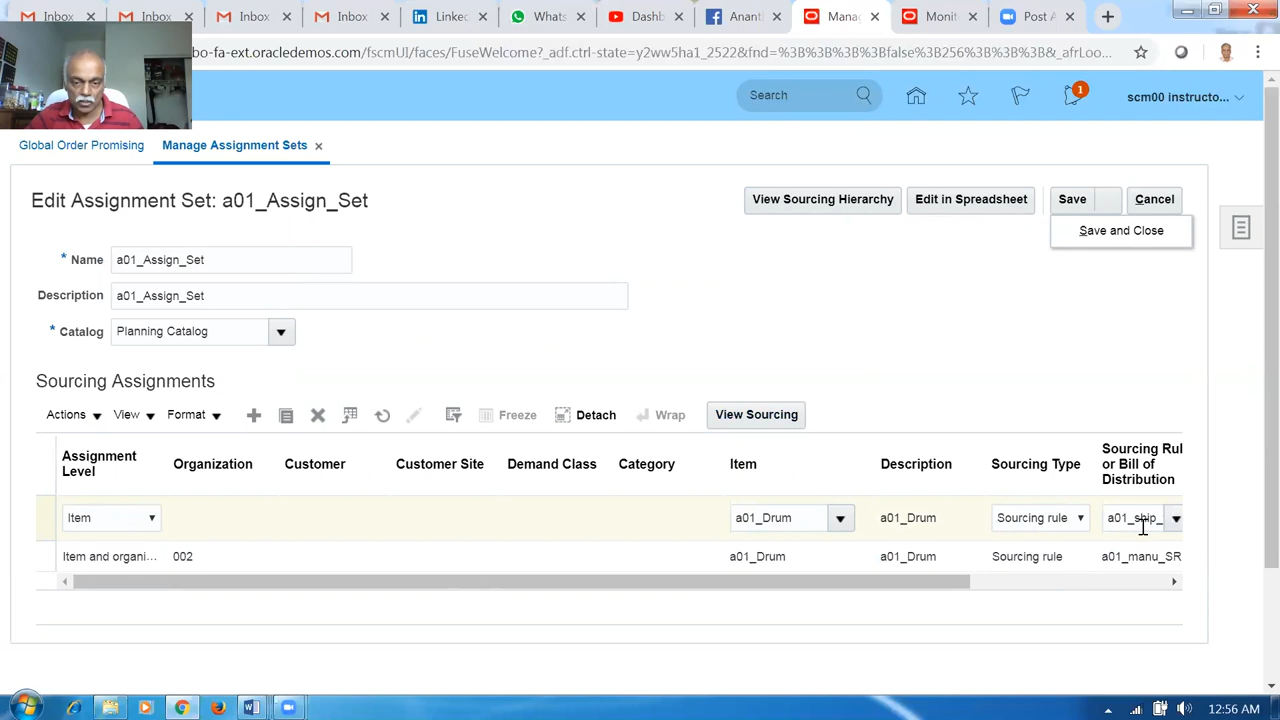 Inbox
Inbox
Inbox
Inbox
Linke
What
Dashb
Anant
Mana
Moni
Post A
bo-fa-ext.oracledemos.com/fscmUI/faces/FuseWelcome?_adf.ctrl-state=y2ww5ha1_2522&fnd=%3B%3B%3B%3Bfalse%3B256%3B%3B%3B&_afrLoo...
Search
1
scm00 instructo...
Global Order Promising
Manage Assignment Sets
Edit Assignment Set: a01_Assign_Set
View Sourcing Hierarchy
Edit in Spreadsheet
Save
Cancel
Save and Close
* Name a01_Assign_Set
Description a01_Assign_Set
* Catalog Planning Catalog
Sourcing Assignments
Actions View Format Freeze Detach Wrap View Sourcing
Assignment Level
Organization
Customer
Customer Site
Demand Class
Category
Item
Description
Sourcing Type
Sourcing Rul
or Bill of
Distribution
Item a01_Drum a01_Drum Sourcing rule a01_ship_
Item and organi... 002 a01_Drum a01_Drum Sourcing rule a01_manu_SR
12:56 AM